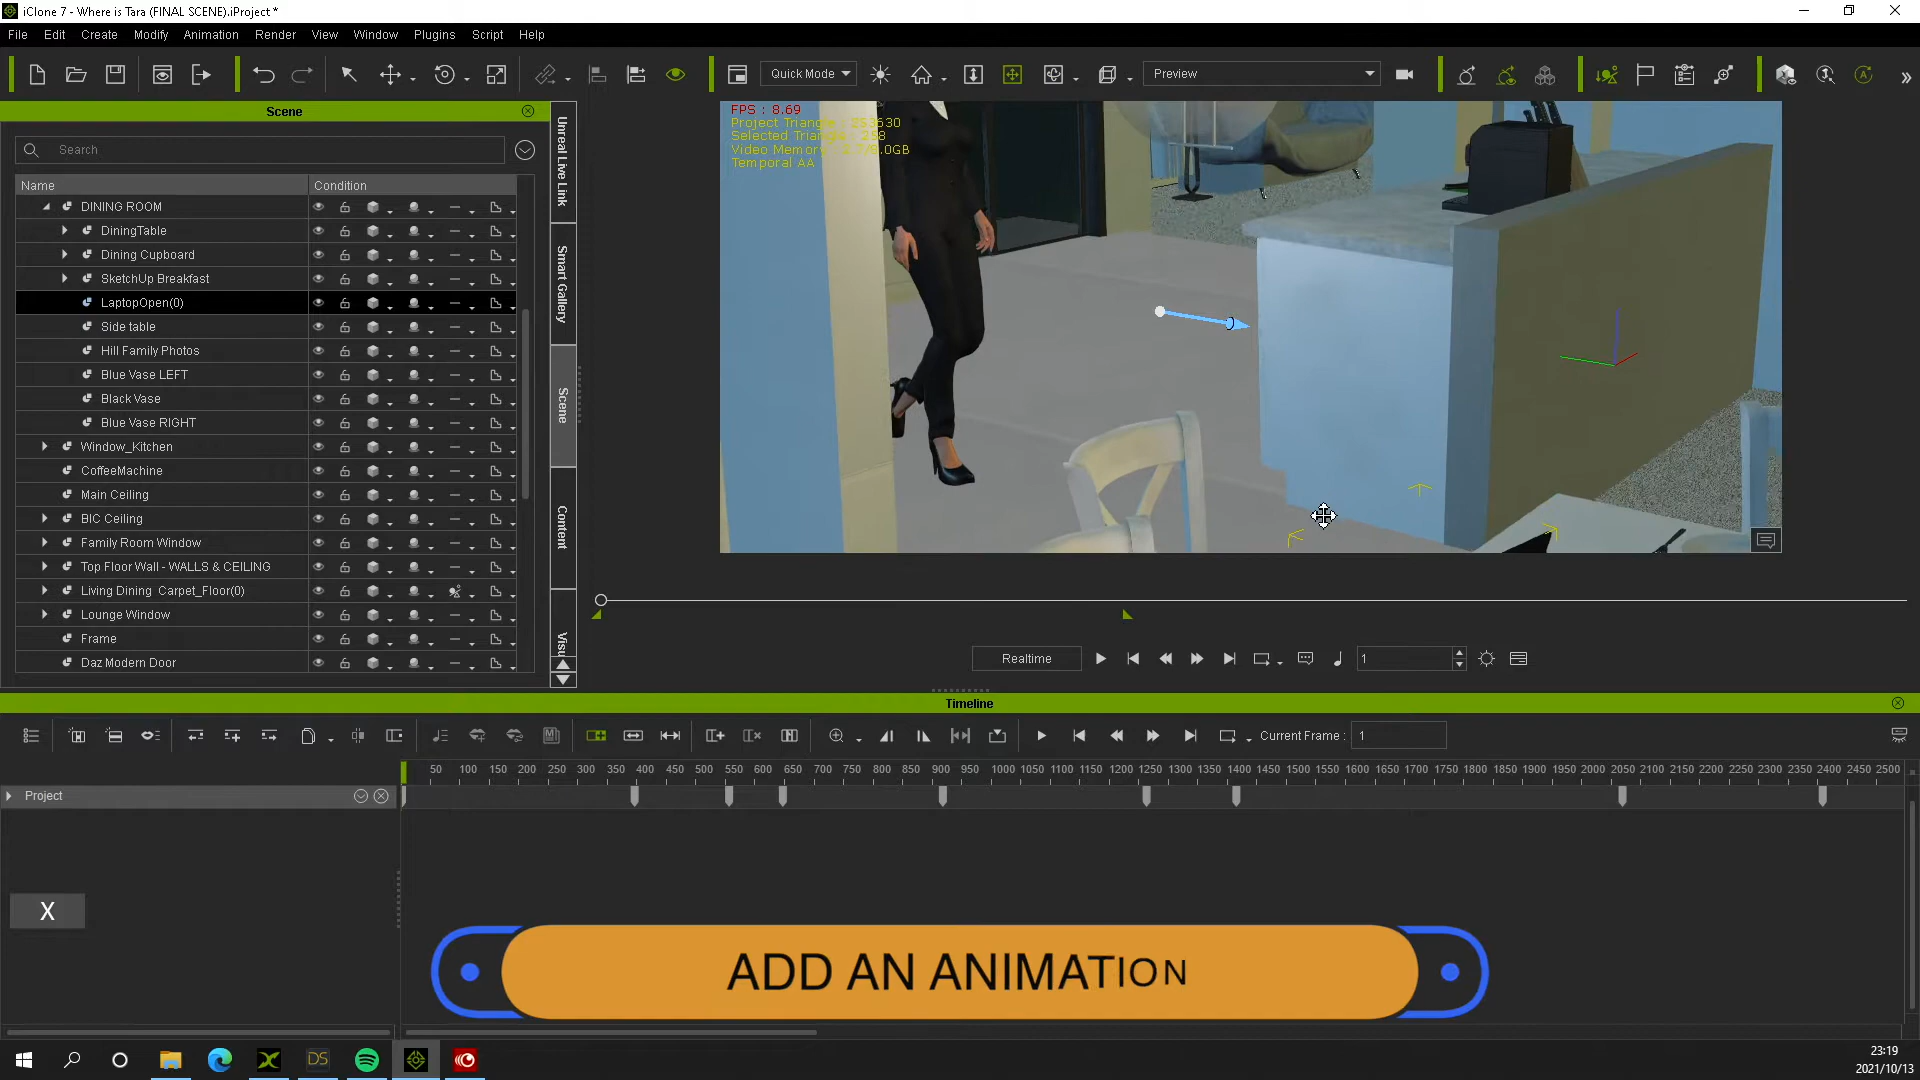 iClone 7 - Where is Tara (FINAL SCENE).iProject *
File Edit Create Modify Animation Render View Window Plugins Script Help
Quick Mode
Preview
Scene
Search
Name Condition
DINING ROOM
DiningTable
Dining Cupboard
SketchUp Breakfast
LaptopOpen(0)
Side table
Hill Family Photos
Blue Vase LEFT
Black Vase
Blue Vase RIGHT
Window_Kitchen
CoffeeMachine
Main Ceiling
BIC Ceiling
Family Room Window
Top Floor Wall - WALLS & CEILING
Living Dining Carpet_Floor(0)
Lounge Window
Frame
Daz Modern Door
Unreal Live Link
Smart Gallery
Scene
Content
Visu
FPS : 8.69
Project Triangle
Selected Triangle
Video Memory
Temporal AA
Realtime
1
Timeline
Current Frame : 1
50 100 150 200 250 300 350 400 450 500 550 600 650 700 750 800 850 900 950 1000 1050 1100 1150 1200 1250 1300 1350 1400 1450 1500 1550 1600 1650 1700 1750 1800 1850 1900 1950 2000 2050 2100 2150 2200 2250 2300 2350 2400 2450 2500
Project
X
ADD AN ANIMATION
23:19
2021/10/13